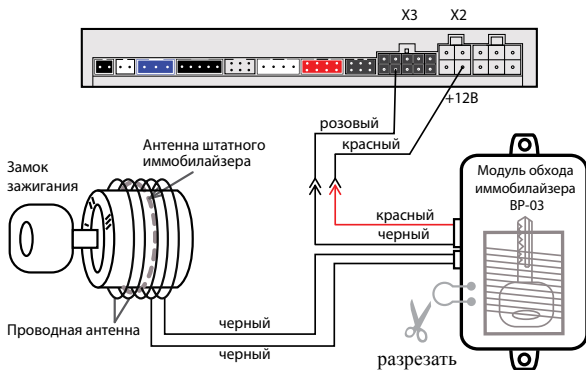 X3
X2
+12В
розовый
красный
Антенна штатного
иммобилайзера
Замок
зажигания
Модуль обхода
иммобилайзера
BP-03
красный
черный
Проводная антенна
черный
черный
разрезать